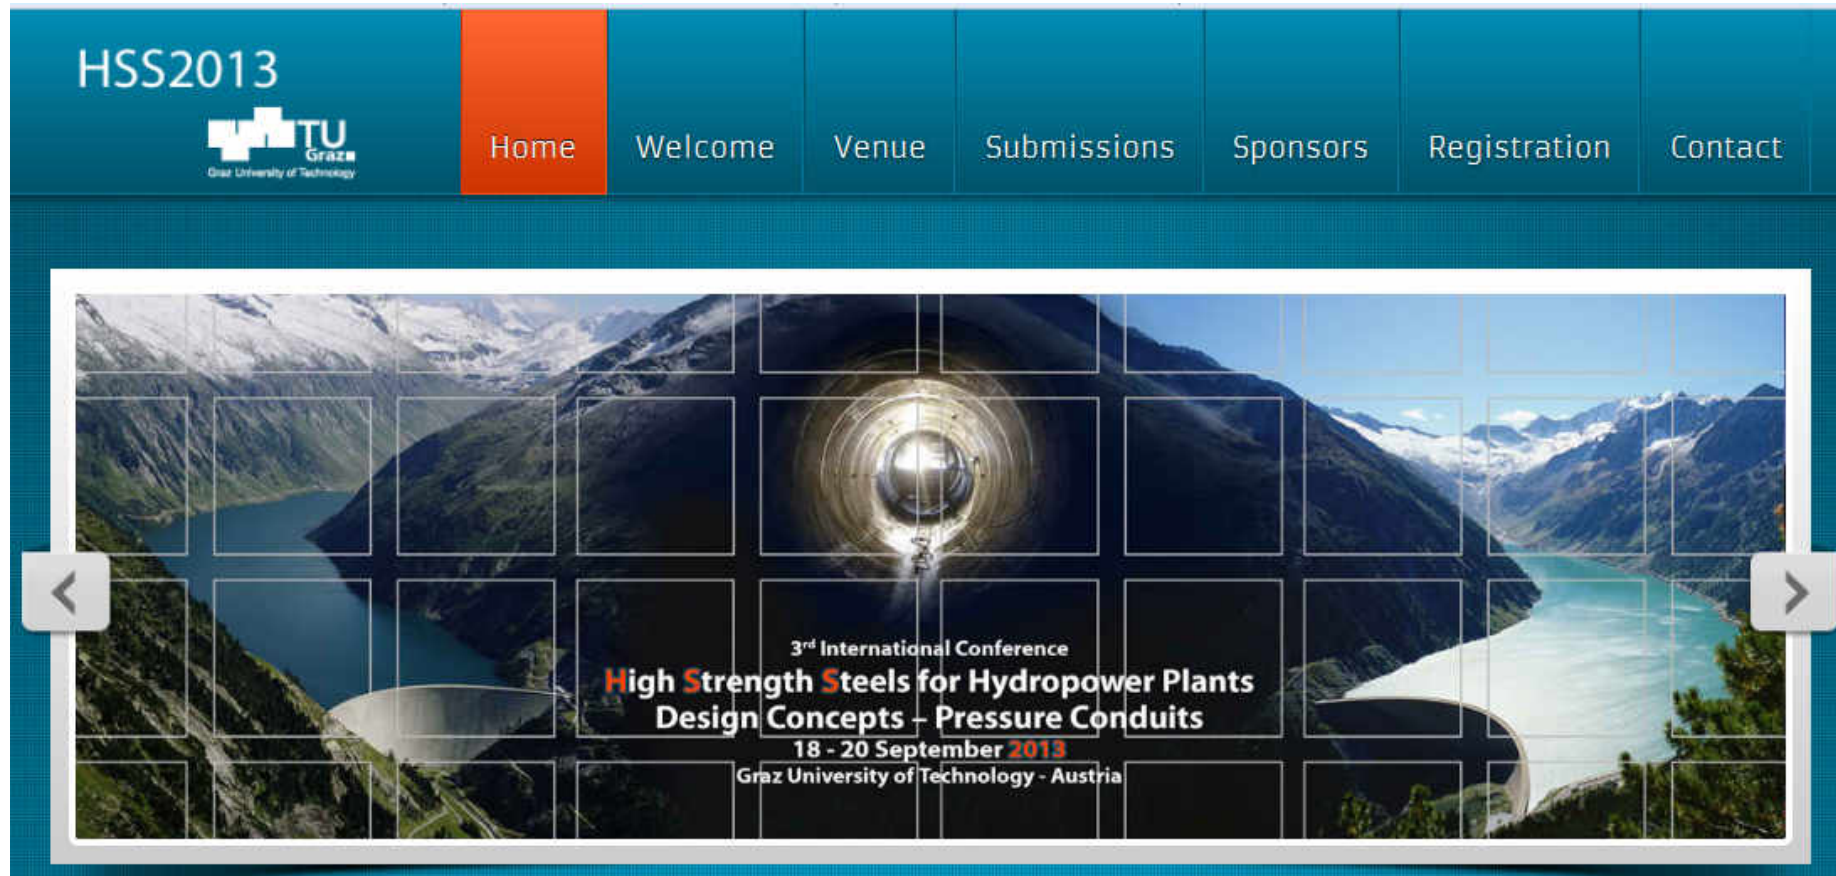 HSS2013
TU
Graz
Graz University of Technology
Home Welcome Venue Submissions Sponsors Registration Contact
3rd International Conference
High Strength Steels for Hydropower Plants
Design Concepts – Pressure Conduits
18 - 20 September 2013
Graz University of Technology - Austria